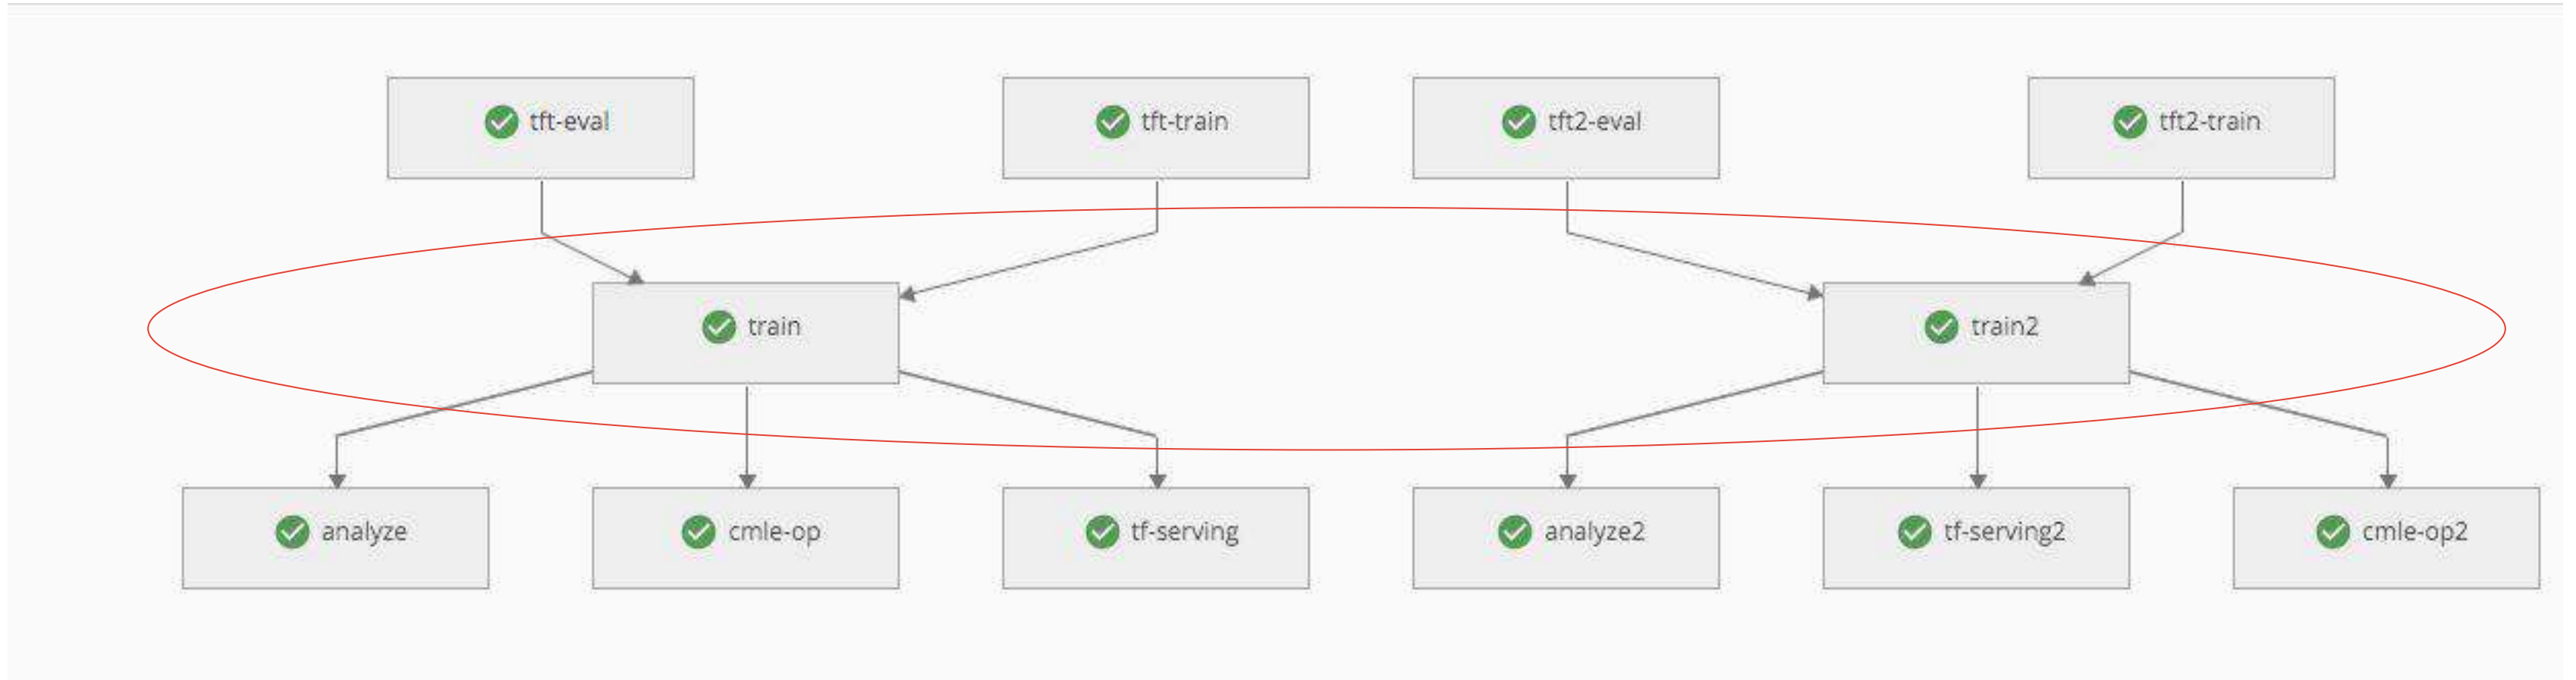 tft-eval
tft-train
tft2-eval
tft2-train
train
train2
analyze
cmle-op
tf-serving
analyze2
tf-serving2
cmle-op2